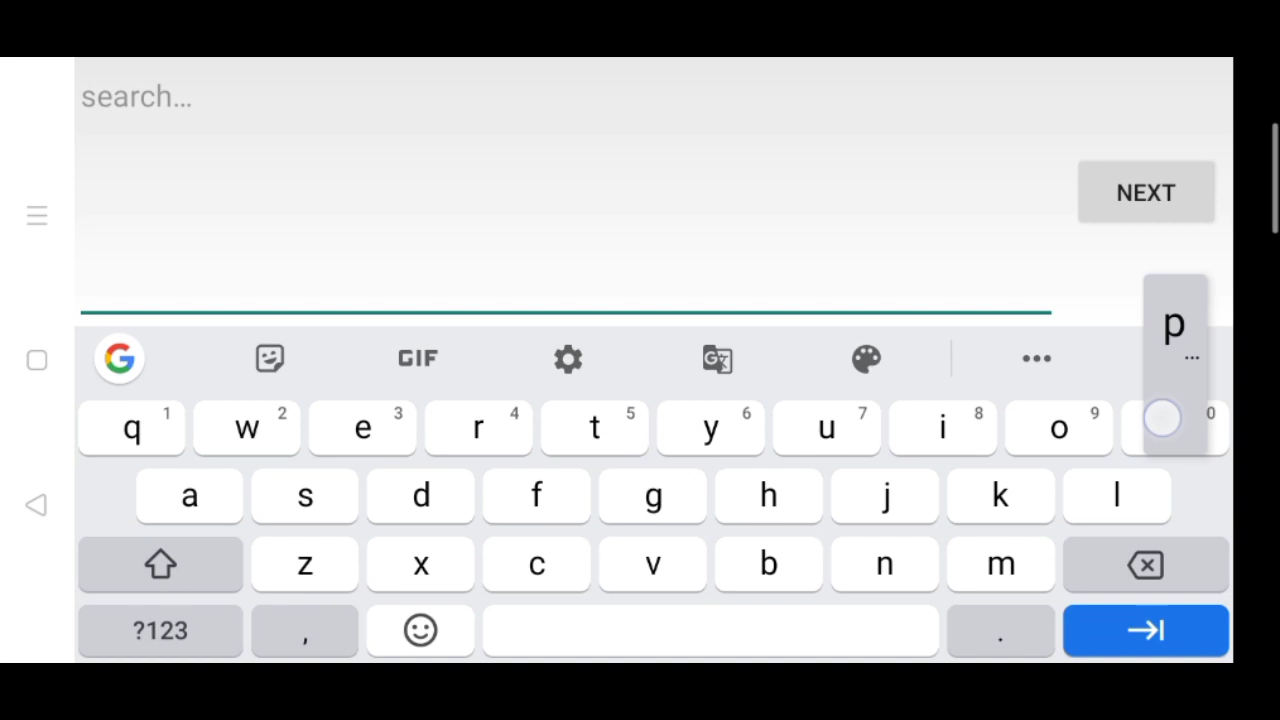 search...
NEXT
p
...
G GIF G
q 1 w 2 e 3 r 4 t 5 y 6 u 7 i 8 o 9 0
a s d f g h j k l
z x c v b n m
?123 , .